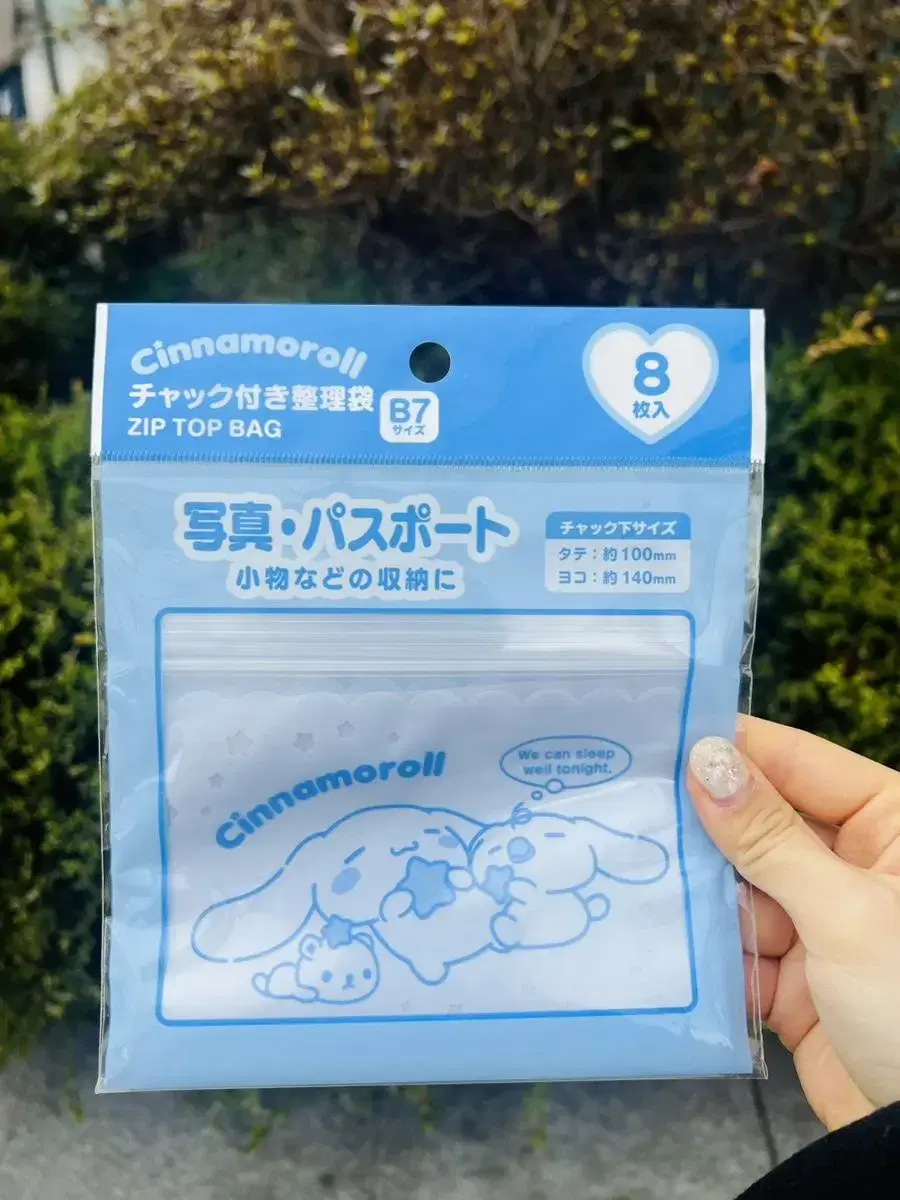 Cinnamoroll
チャック付き整理袋
ZIP TOP BAG
B7
サイズ
8
枚入
写真・パスポート
小物などの収納に
チャック下サイズ
タテ：約100mm
ヨコ：約140mm
Cinnamoroll
We can sleep
well tonight.